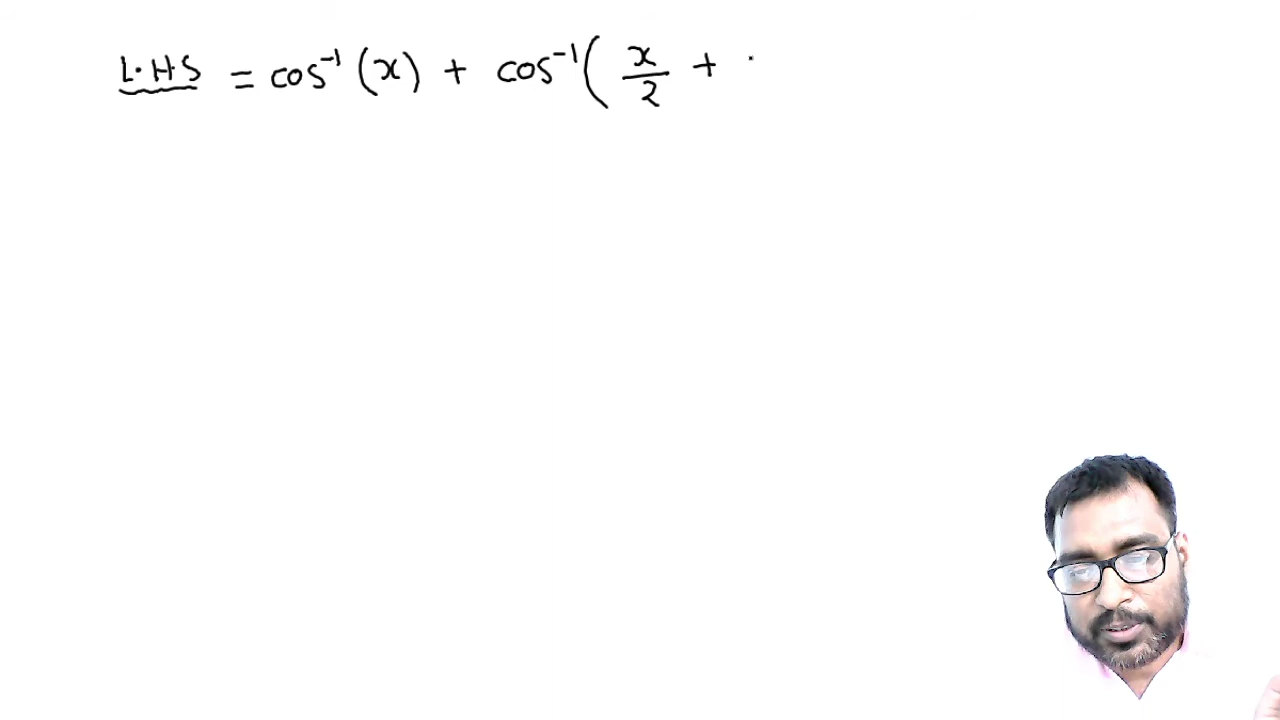 L.H.S = cos⁻¹(x) + cos⁻¹( x/2 +